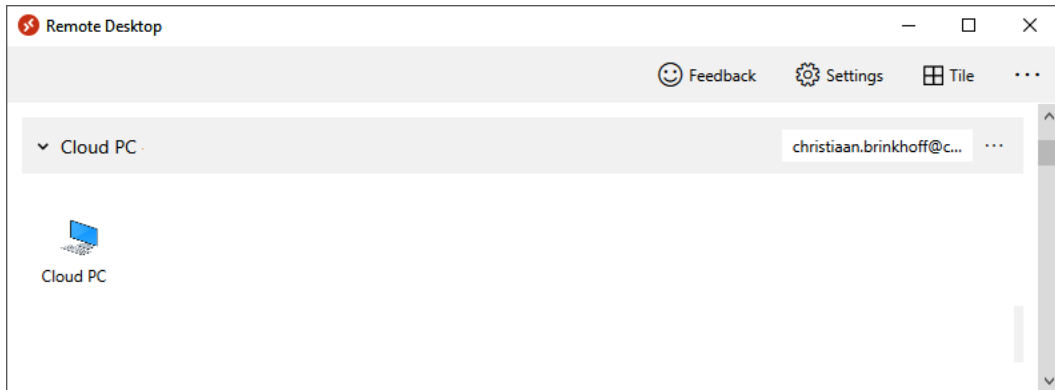 Remote Desktop
Feedback Settings Tile ...
Cloud PC christiaan.brinkhoff@c... ...
Cloud PC